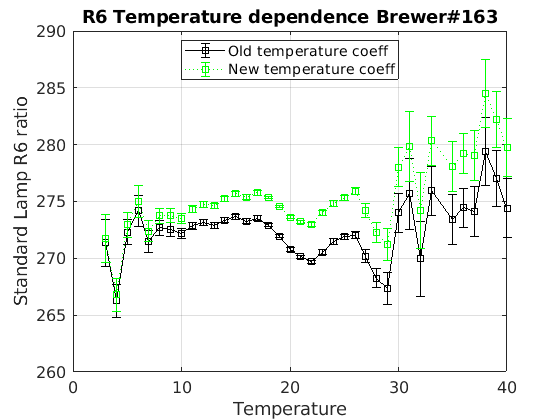 R6 Temperature dependence Brewer#163
Old temperature coeff
New temperature coeff
Standard Lamp R6 ratio
290
285
280
275
270
265
260
0
10
20
30
40
Temperature